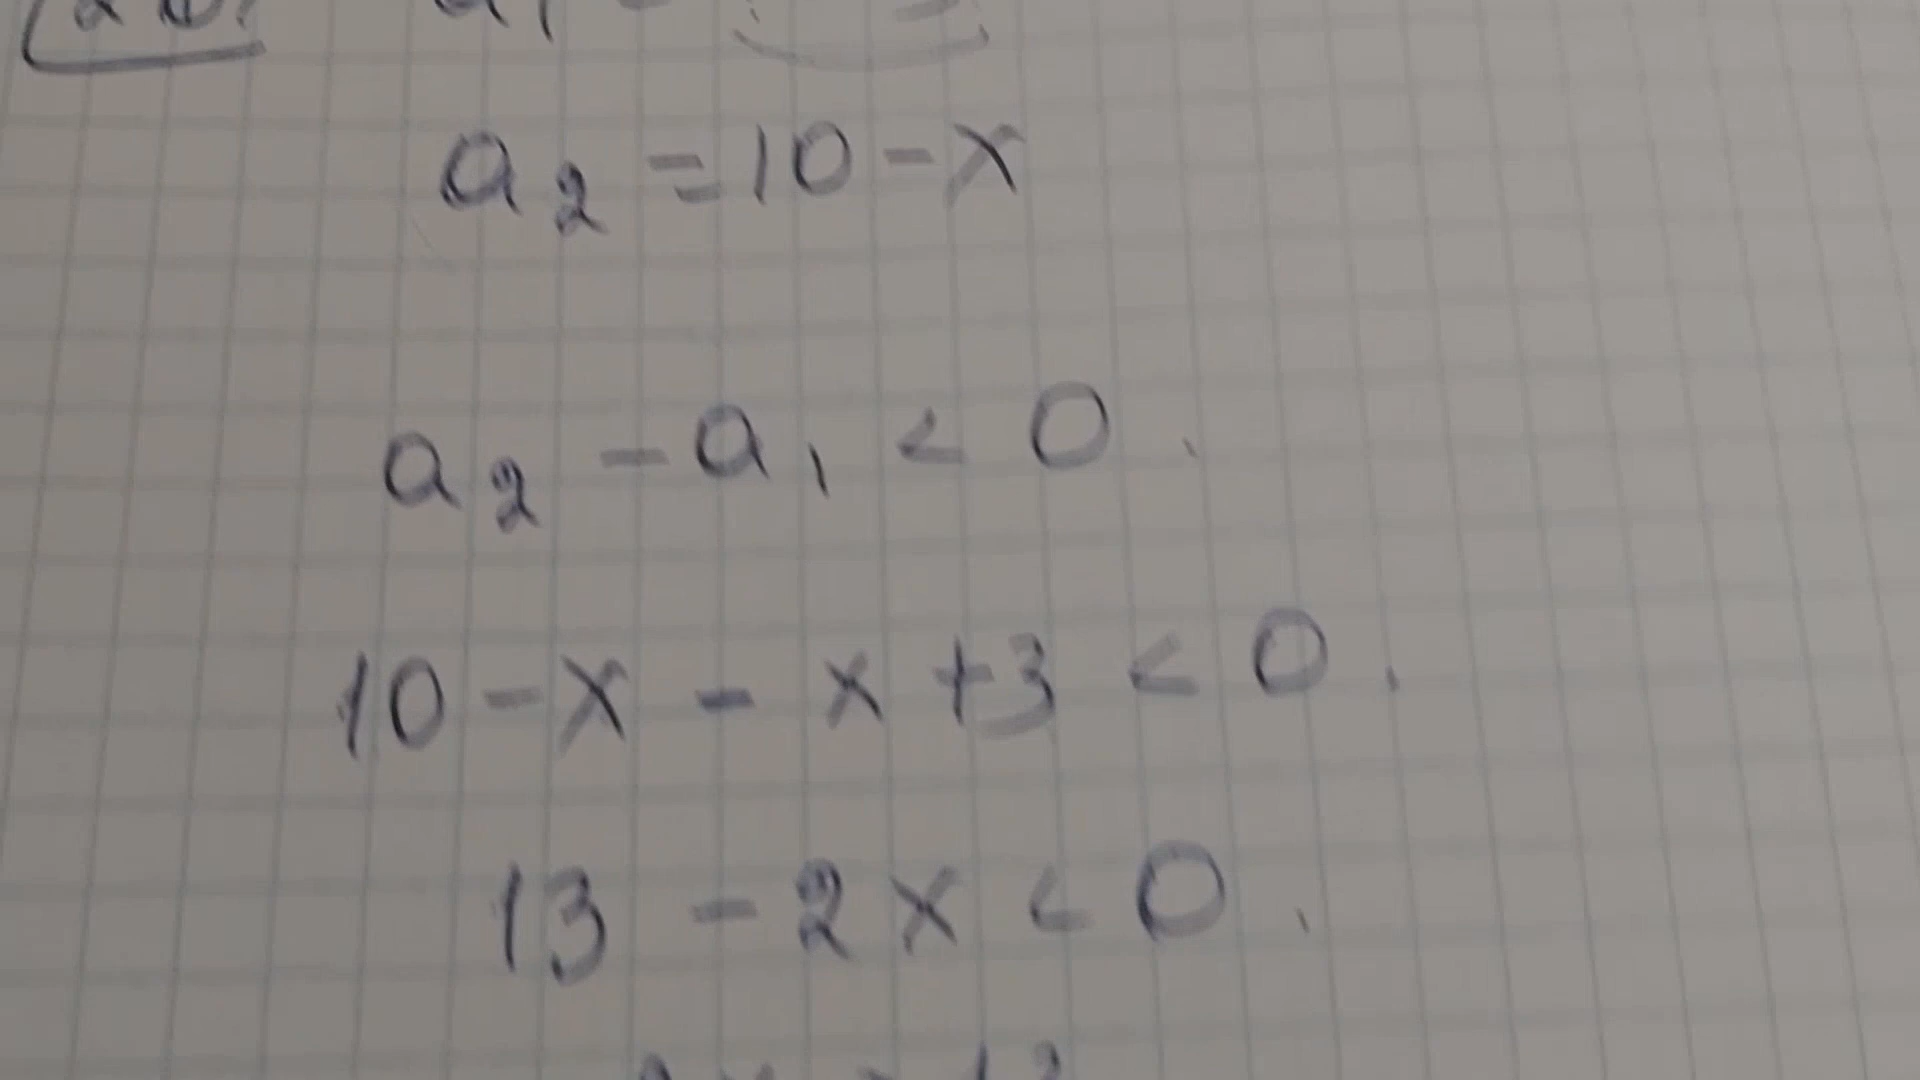 a₂ = 10 - x
a₂ - a₁ < 0.
10 - x - x + 3 < 0.
13 - 2x < 0.